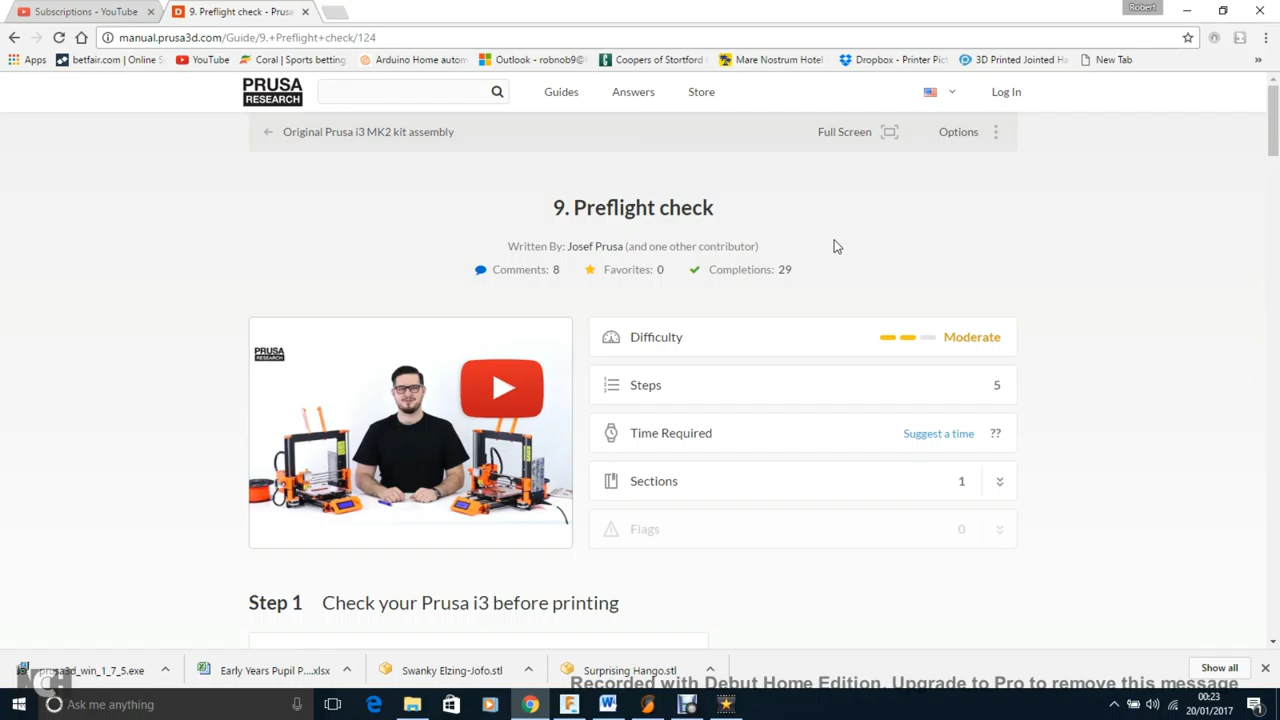 Robert
Subscriptions - YouTube
9. Preflight check - Prus
manual.prusa3d.com/Guide/9.+Preflight+check/124
Apps
betfair.com | Online S
YouTube
Coral | Sports betting
Arduino Home autom
Outlook - robnob9@
Coopers of Stortford
Mare Nostrum Hotel
Dropbox - Printer Pict
3D Printed Jointed Ha
New Tab
»
PRUSA
RESEARCH
Guides
Answers
Store
Log In
Original Prusa i3 MK2 kit assembly
Full Screen
Options
9. Preflight check
Written By: Josef Prusa (and one other contributor)
Comments: 8
Favorites: 0
Completions: 29
PRUSA
RESEARCH
Difficulty
Moderate
Steps
5
Time Required
Suggest a time
??
Sections
1
Flags
0
Step 1 Check your Prusa i3 before printing
prusa3d_win_1_7_5.exe
Early Years Pupil P....xlsx
Swanky Elzing-Jofo.stl
Surprising Hango.stl
Show all
Recorded with Debut Home Edition. Upgrade to Pro to remove this message
Ask me anything
00:23
20/01/2017